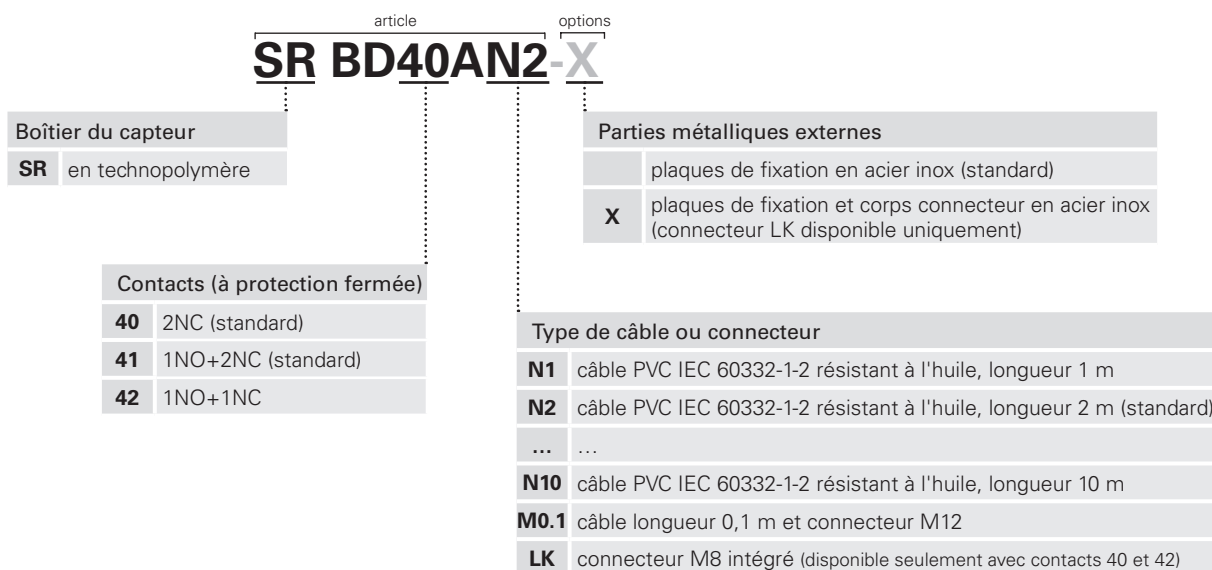 article
options
SR BD40AN2-X
Boîtier du capteur
SR en technopolymère
Parties métalliques externes
plaques de fixation en acier inox (standard)
X plaques de fixation et corps connecteur en acier inox
(connecteur LK disponible uniquement)
Contacts (à protection fermée)
40 2NC (standard)
41 1NO+2NC (standard)
42 1NO+1NC
Type de câble ou connecteur
N1 câble PVC IEC 60332-1-2 résistant à l'huile, longueur 1 m
N2 câble PVC IEC 60332-1-2 résistant à l'huile, longueur 2 m (standard)
... ...
N10 câble PVC IEC 60332-1-2 résistant à l'huile, longueur 10 m
M0.1 câble longueur 0,1 m et connecteur M12
LK connecteur M8 intégré (disponible seulement avec contacts 40 et 42)